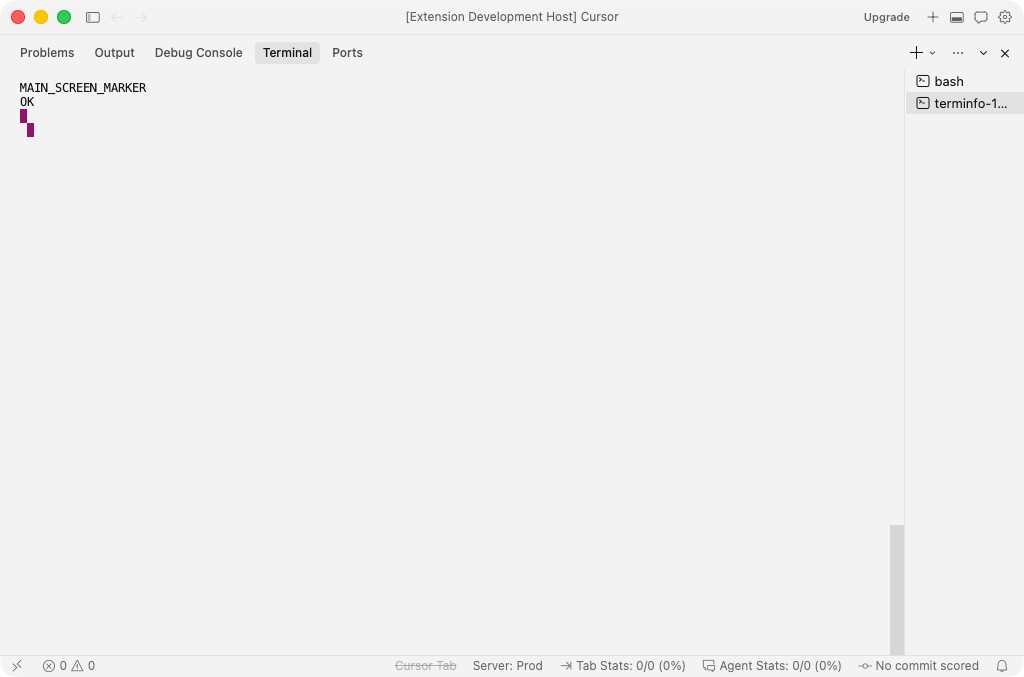 [Extension Development Host] Cursor
Upgrade
Problems Output Debug Console Terminal Ports
MAIN_SCREEN_MARKER
OK
bash
terminfo-1...
0 0 Cursor Tab Server: Prod Tab Stats: 0/0 (0%) Agent Stats: 0/0 (0%) No commit scored